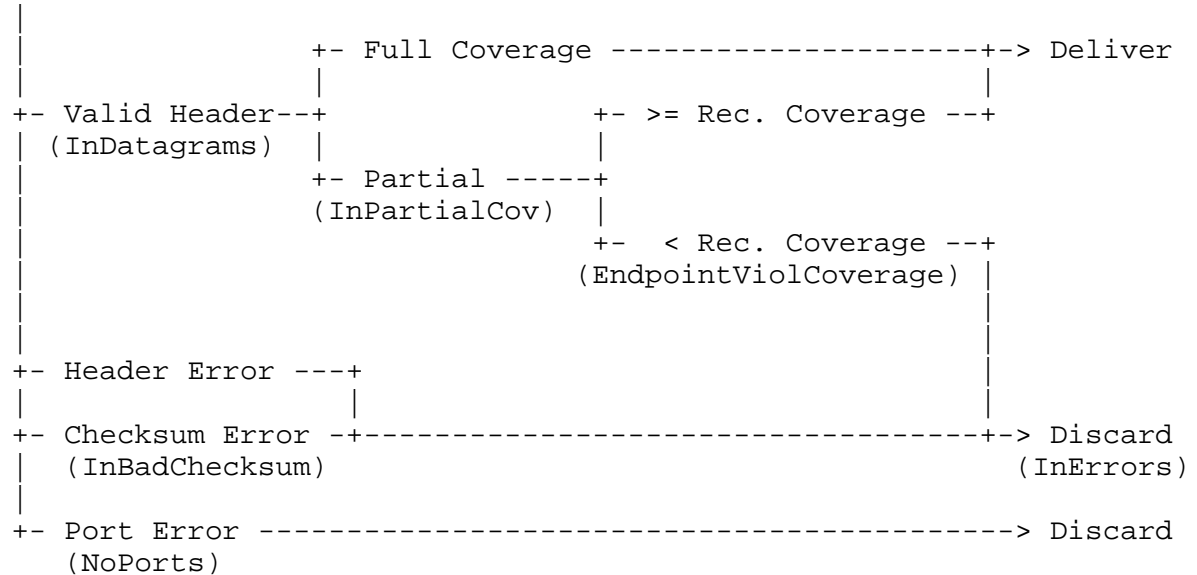 +- Full Coverage ---------------------+-> Deliver
+- Valid Header--+ +- >= Rec. Coverage --+
(InDatagrams)
+- Partial -----+
(InPartialCov)
+- < Rec. Coverage --+
(EndpointViolCoverage)
+- Header Error ---+
+- Checksum Error -+-----------------------------------+-> Discard
(InBadChecksum) (InErrors)
+- Port Error -------------------------------------------> Discard
(NoPorts)